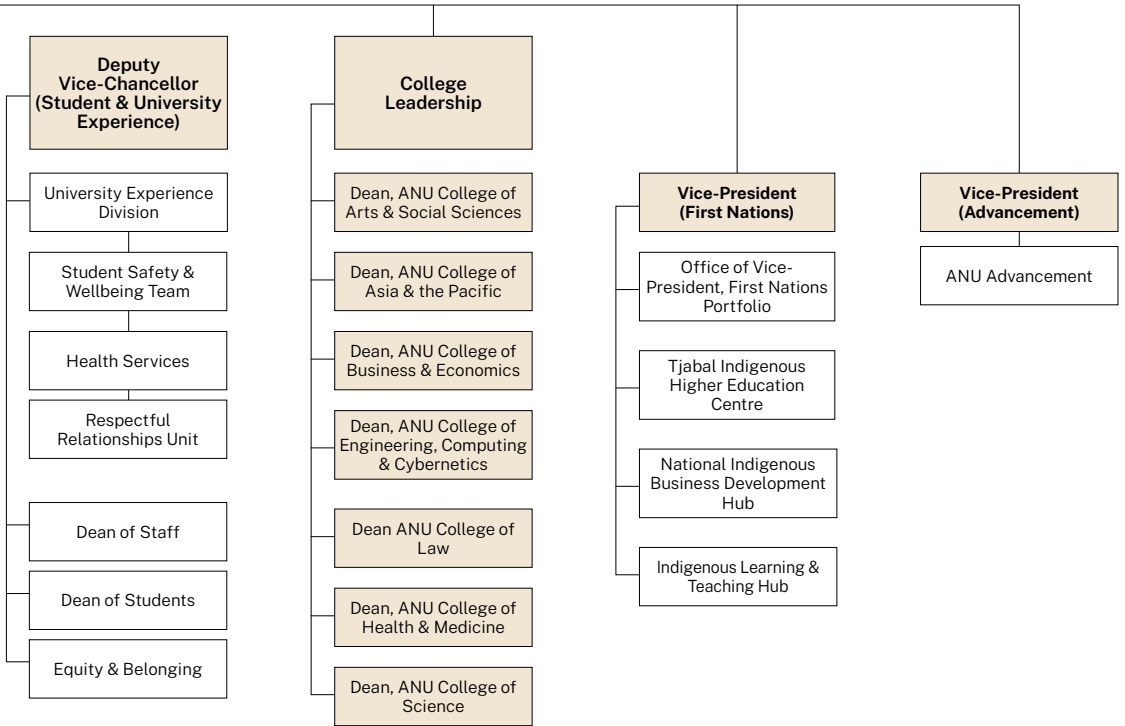 Deputy
Vice-Chancellor
(Student & University
Experience)
University Experience
Division
Student Safety &
Wellbeing Team
Health Services
Respectful
Relationships Unit
Dean of Staff
Dean of Students
Equity & Belonging
College
Leadership
Dean, ANU College of
Arts & Social Sciences
Dean, ANU College of
Asia & the Pacific
Dean, ANU College of
Business & Economics
Dean, ANU College of
Engineering, Computing
& Cybernetics
Dean ANU College of
Law
Dean, ANU College of
Health & Medicine
Dean, ANU College of
Science
Vice-President
(First Nations)
Office of Vice-
President, First Nations
Portfolio
Tjabal Indigenous
Higher Education
Centre
National Indigenous
Business Development
Hub
Indigenous Learning &
Teaching Hub
Vice-President
(Advancement)
ANU Advancement